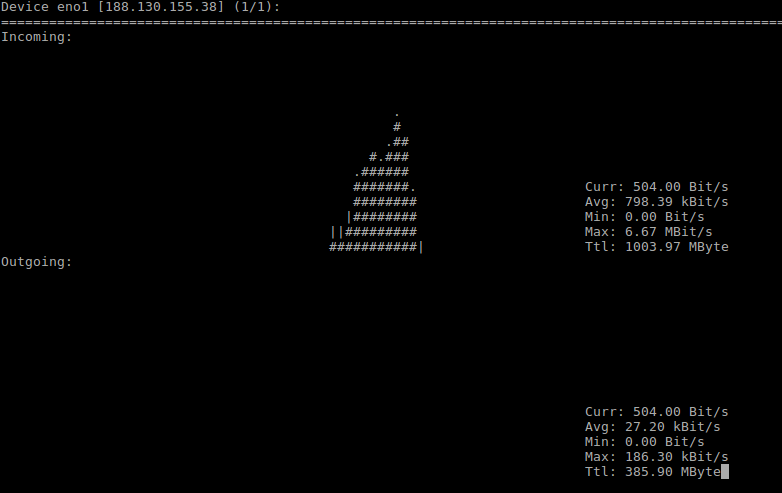 Device eno1 [188.130.155.38] (1/1):
==================================================================================================
Incoming:
.
#
.##
#.###
.######
#######.
########
|########
||#########
###########|
Curr: 504.00 Bit/s
Avg: 798.39 kBit/s
Min: 0.00 Bit/s
Max: 6.67 MBit/s
Ttl: 1003.97 MByte
Outgoing:
Curr: 504.00 Bit/s
Avg: 27.20 kBit/s
Min: 0.00 Bit/s
Max: 186.30 kBit/s
Ttl: 385.90 MByte